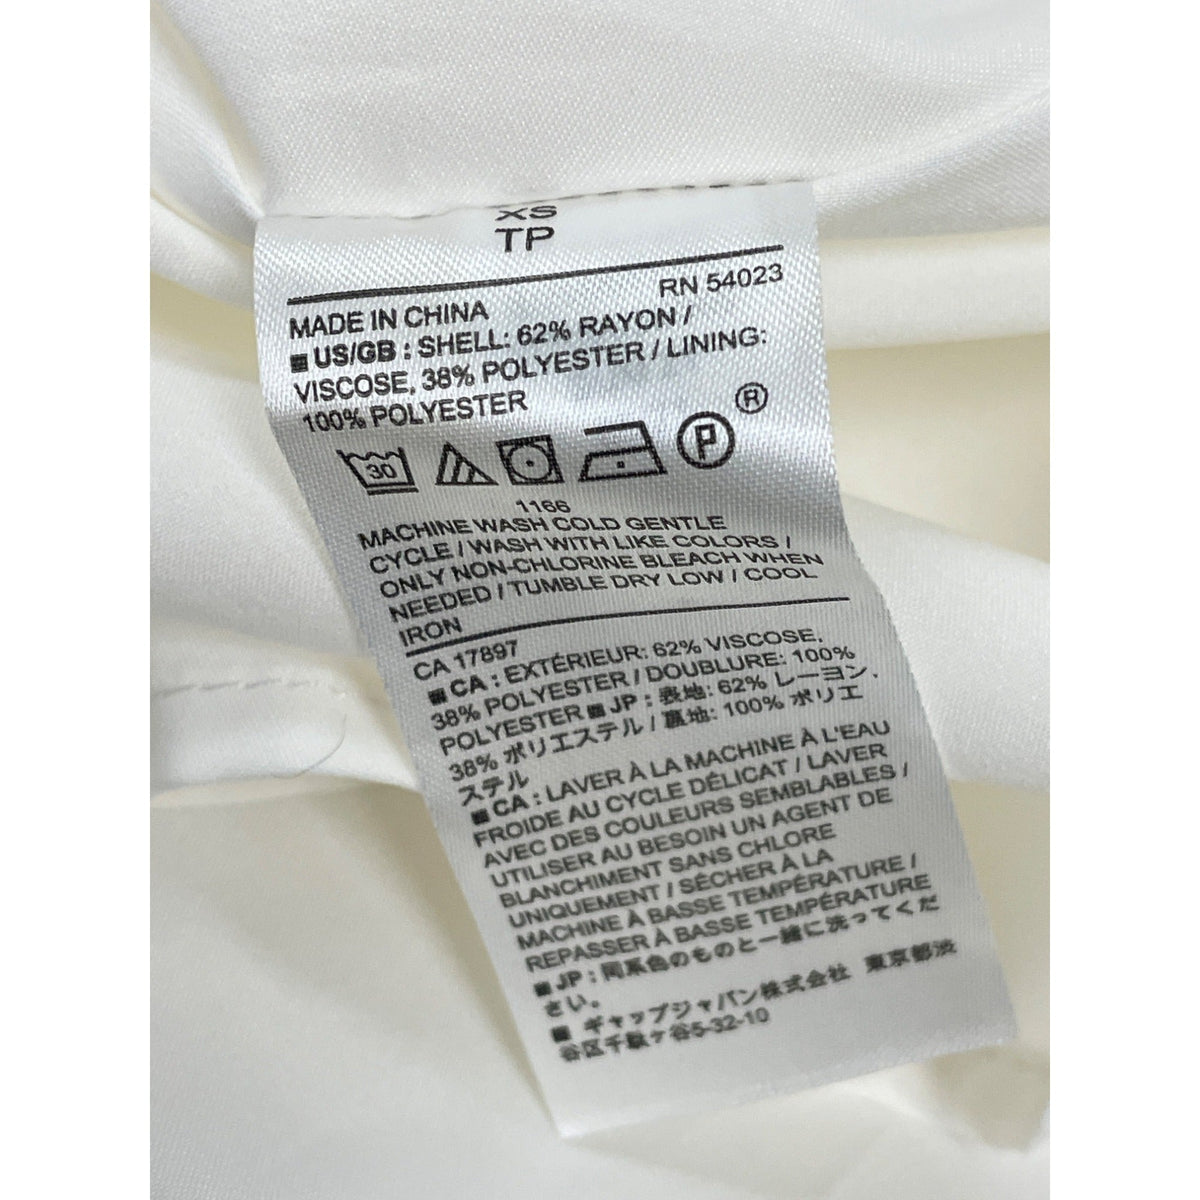 XS
TP
RN 54023
MADE IN CHINA
■ US/GB : SHELL: 62% RAYON /
VISCOSE, 38% POLYESTER / LINING:
100% POLYESTER
30 P ®
1166
MACHINE WASH COLD GENTLE
CYCLE / WASH WITH LIKE COLORS /
ONLY NON-CHLORINE BLEACH WHEN
NEEDED / TUMBLE DRY LOW / COOL
IRON
CA 17897
■ CA : EXTÉRIEUR: 62% VISCOSE,
38% POLYESTER / DOUBLURE: 100%
POLYESTER ■ JP : 表地: 62% レーヨン,
38% ポリエステル / 裏地: 100% ポリエ
ステル
■ CA : LAVER À LA MACHINE À L'EAU
FROIDE AU CYCLE DÉLICAT / LAVER
AVEC DES COULEURS SEMBLABLES /
UTILISER AU BESOIN UN AGENT DE
BLANCHIMENT SANS CHLORE
UNIQUEMENT / SÉCHER À LA
MACHINE À BASSE TEMPÉRATURE /
REPASSER À BASSE TEMPÉRATURE
■ JP : 同系色のものと一緒に洗ってくだ
さい。
■ ギャップジャパン株式会社 東京都渋
谷区千駄ヶ谷5-32-10